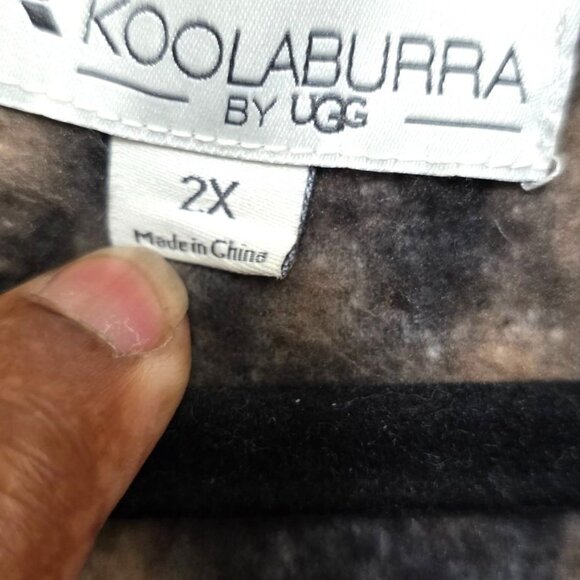 KOOLABURRA
BY UGG
2X
Made in China